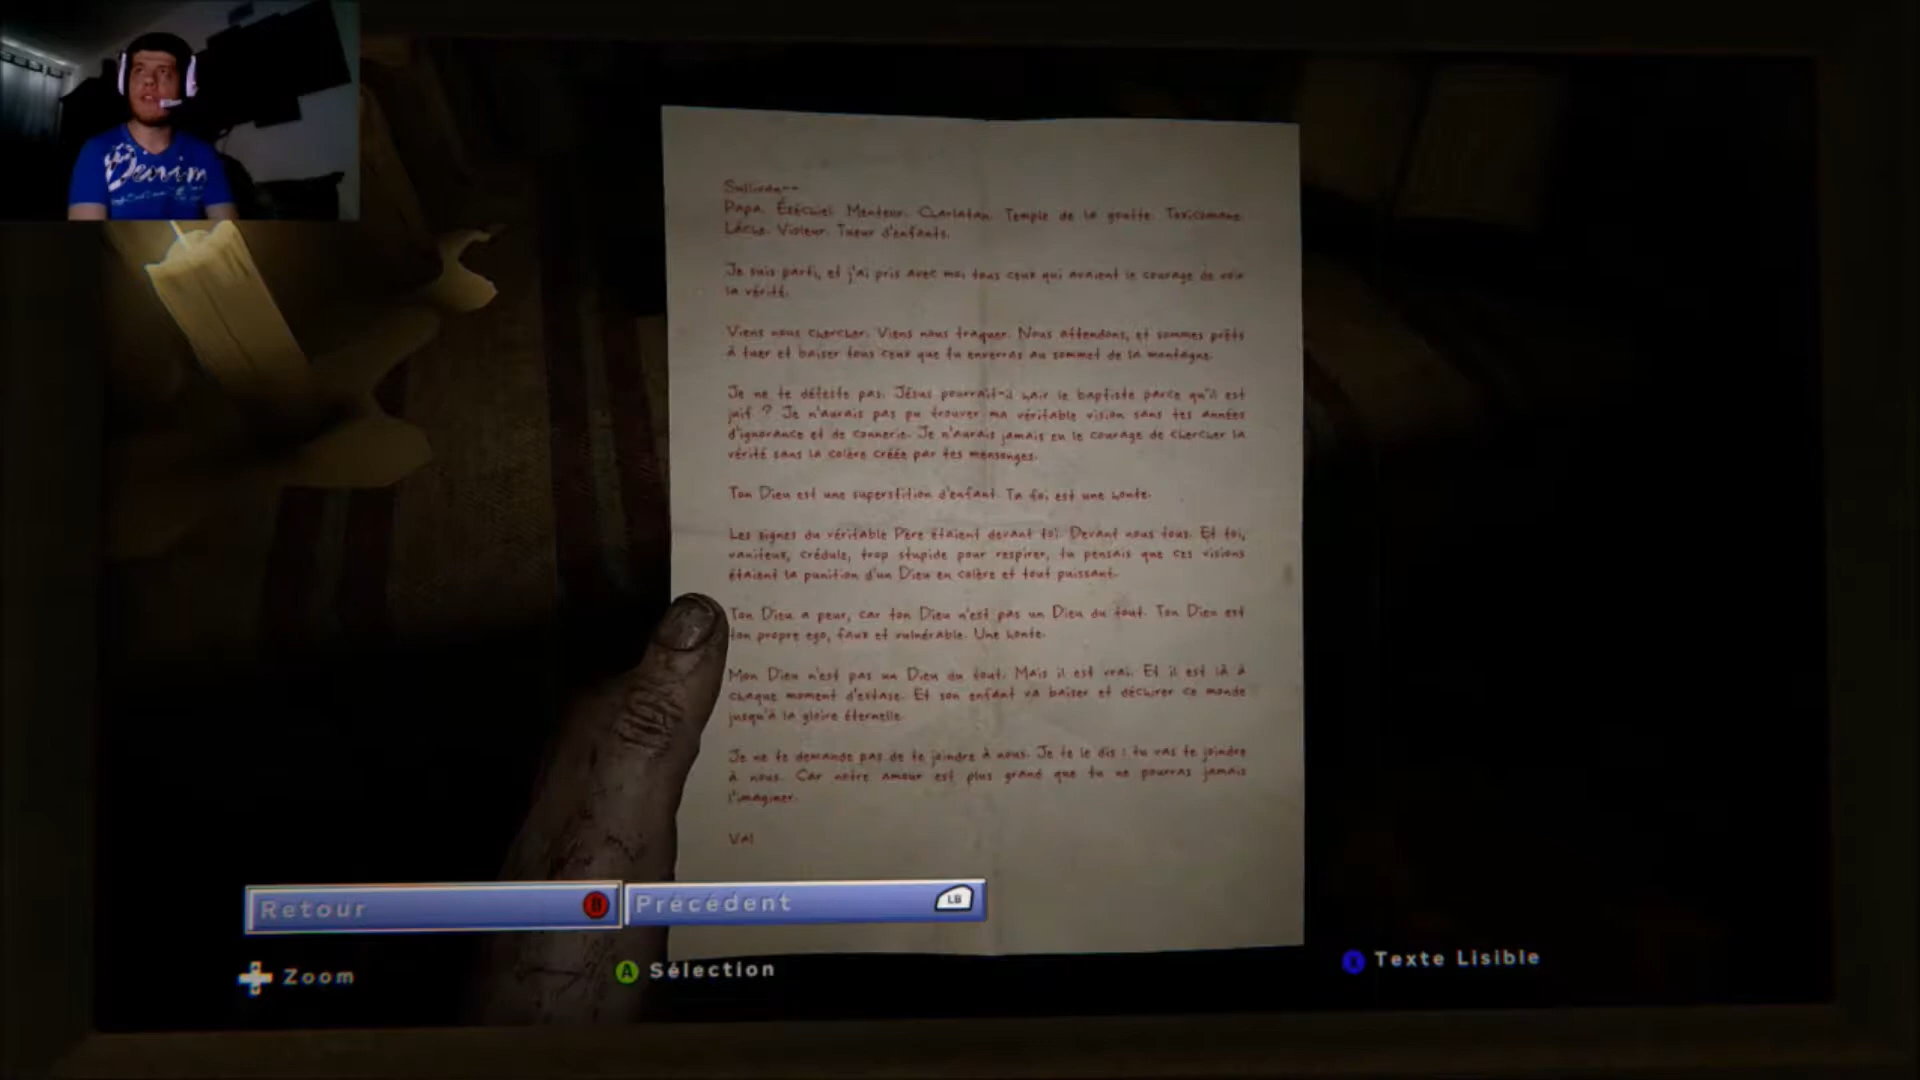 Denim
Sullivan--
Papa. Ézéchiel. Menteur. Charlatan. Temple de la goutte. Toxicomane.
Lâche. Violeur. Tueur d'enfants.
Je suis parti, et j'ai pris avec moi tous ceux qui avaient le courage de voir
la vérité.
Viens nous chercher. Viens nous traquer. Nous attendons, et sommes prêts
à tuer et baiser tous ceux que tu enverras au sommet de la montagne.
Je ne te déteste pas. Jésus pourrait-il haïr le baptiste parce qu'il est
juif ? Je n'aurais pas pu trouver ma véritable vision sans tes années
d'ignorance et de connerie. Je n'aurais jamais eu le courage de chercher la
vérité sans la colère créée par tes mensonges.
Ton Dieu est une superstition d'enfant. Ta foi est une honte.
Les signes du véritable Père étaient devant toi. Devant nous tous. Et toi,
vaniteux, crédule, trop stupide pour respirer, tu pensais que ces visions
étaient la punition d'un Dieu en colère et tout puissant.
Ton Dieu a peur, car ton Dieu n'est pas un Dieu du tout. Ton Dieu est
ton propre ego, faux et vulnérable. Une honte.
Mon Dieu n'est pas un Dieu du tout. Mais il est vrai. Et il est là à
chaque moment d'extase. Et son enfant va baiser et déchirer ce monde
jusqu'à la gloire éternelle.
Je ne te demande pas de te joindre à nous. Je te le dis : tu vas te joindre
à nous. Car notre amour est plus grand que tu ne pourras jamais
l'imaginer.
Val
Retour B
Précédent LB
Zoom
A Sélection
X Texte Lisible